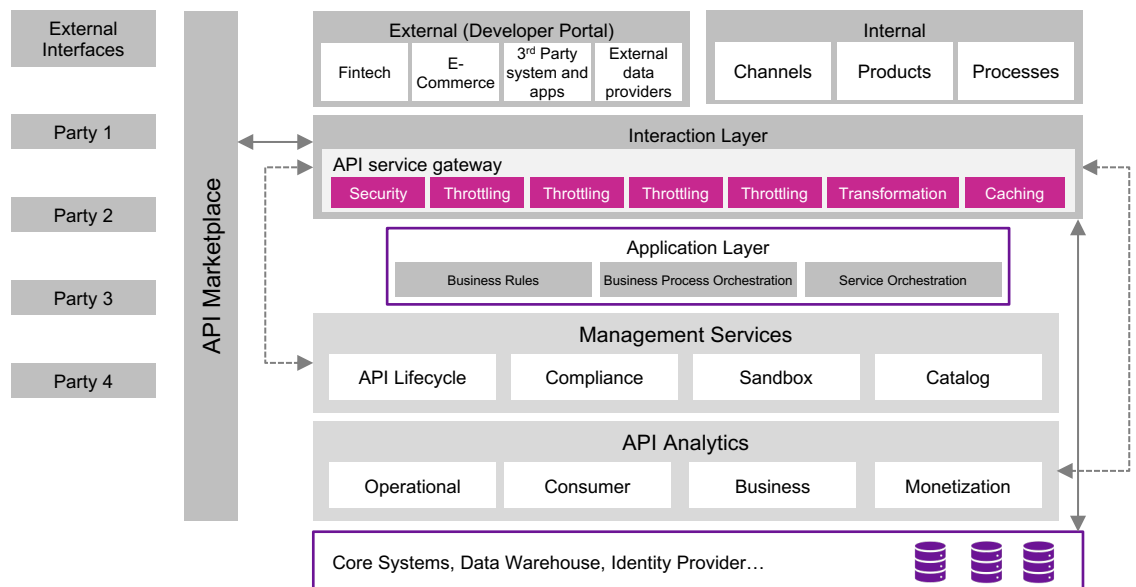 External
Interfaces
Party 1
Party 2
Party 3
Party 4
API Marketplace
External (Developer Portal)
Fintech
E-
Commerce
3rd Party
system and
apps
External
data
providers
Internal
Channels
Products
Processes
Interaction Layer
API service gateway
Security
Throttling
Throttling
Throttling
Throttling
Transformation
Caching
Application Layer
Business Rules
Business Process Orchestration
Service Orchestration
Management Services
API Lifecycle
Compliance
Sandbox
Catalog
API Analytics
Operational
Consumer
Business
Monetization
Core Systems, Data Warehouse, Identity Provider…